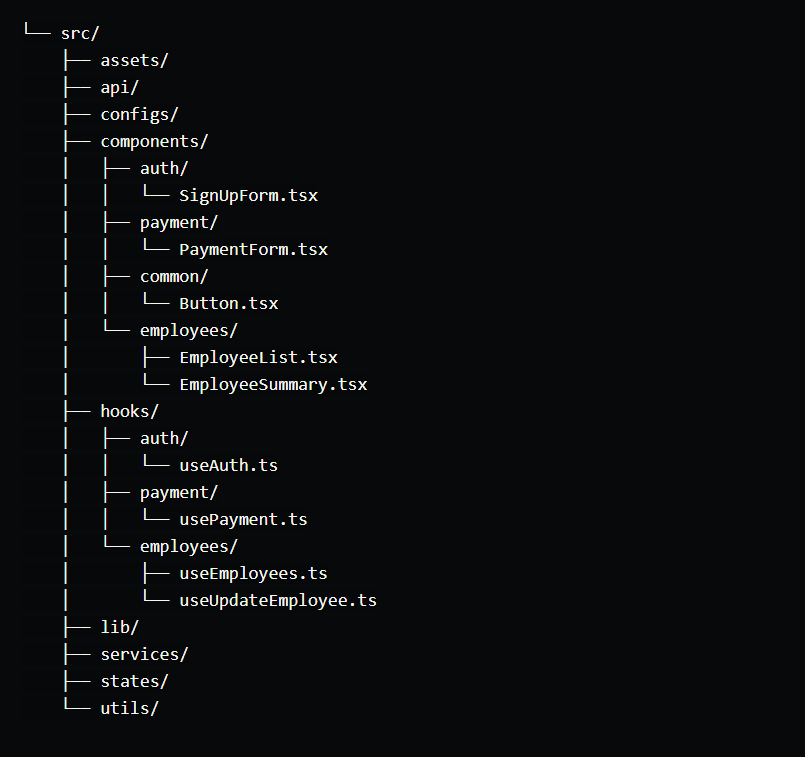 └── src/
    ├── assets/
    ├── api/
    ├── configs/
    ├── components/
    │   ├── auth/
    │   │   └── SignUpForm.tsx
    │   ├── payment/
    │   │   └── PaymentForm.tsx
    │   ├── common/
    │   │   └── Button.tsx
    │   └── employees/
    │       ├── EmployeeList.tsx
    │       └── EmployeeSummary.tsx
    ├── hooks/
    │   ├── auth/
    │   │   └── useAuth.ts
    │   ├── payment/
    │   │   └── usePayment.ts
    │   └── employees/
    │       ├── useEmployees.ts
    │       └── useUpdateEmployee.ts
    ├── lib/
    ├── services/
    ├── states/
    └── utils/